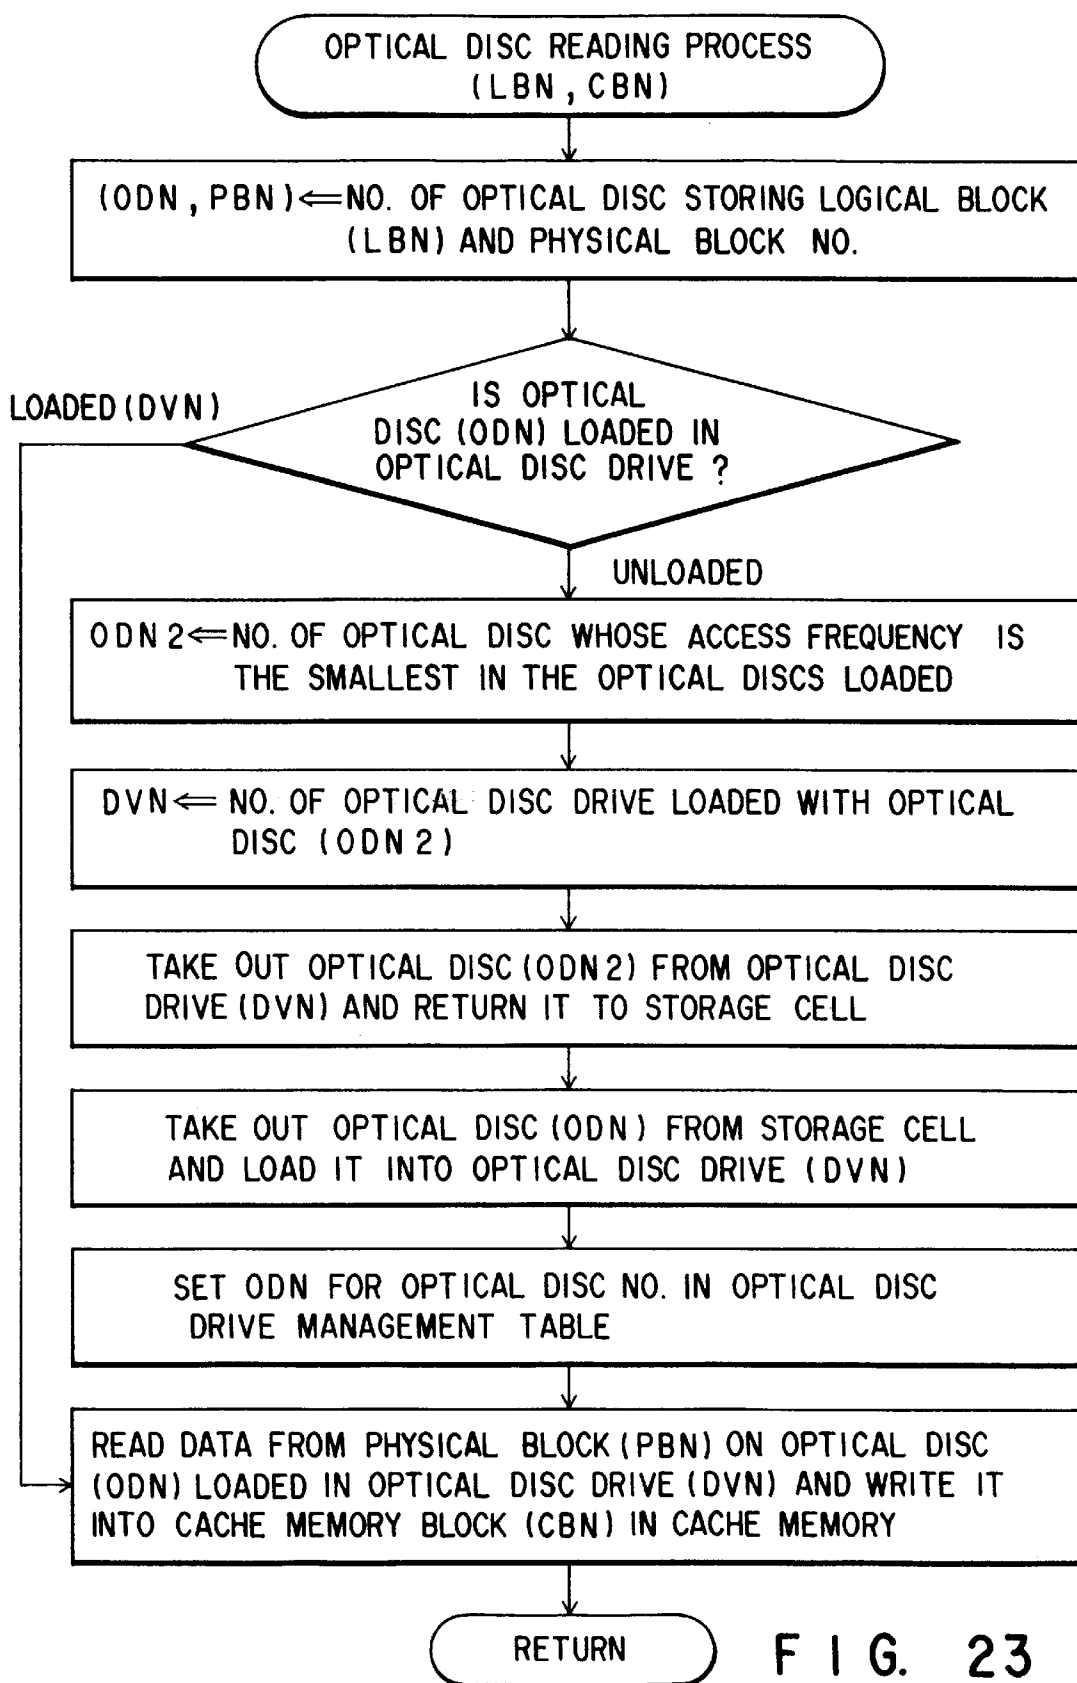 OPTICAL DISC READING PROCESS
(LBN, CBN)
(ODN, PBN)⇐NO. OF OPTICAL DISC STORING LOGICAL BLOCK
(LBN) AND PHYSICAL BLOCK NO.
LOADED(DVN)
IS OPTICAL
DISC (ODN) LOADED IN
OPTICAL DISC DRIVE ?
UNLOADED
ODN2⇐NO. OF OPTICAL DISC WHOSE ACCESS FREQUENCY IS
THE SMALLEST IN THE OPTICAL DISCS LOADED
DVN⇐ NO. OF OPTICAL DISC DRIVE LOADED WITH OPTICAL
DISC (ODN2)
TAKE OUT OPTICAL DISC(ODN2) FROM OPTICAL DISC
DRIVE(DVN) AND RETURN IT TO STORAGE CELL
TAKE OUT OPTICAL DISC(ODN) FROM STORAGE CELL
AND LOAD IT INTO OPTICAL DISC DRIVE (DVN)
SET ODN FOR OPTICAL DISC NO. IN OPTICAL DISC
DRIVE MANAGEMENT TABLE
READ DATA FROM PHYSICAL BLOCK(PBN) ON OPTICAL DISC
(ODN) LOADED IN OPTICAL DISC DRIVE (DVN) AND WRITE IT
INTO CACHE MEMORY BLOCK (CBN) IN CACHE MEMORY
RETURN
FIG. 23